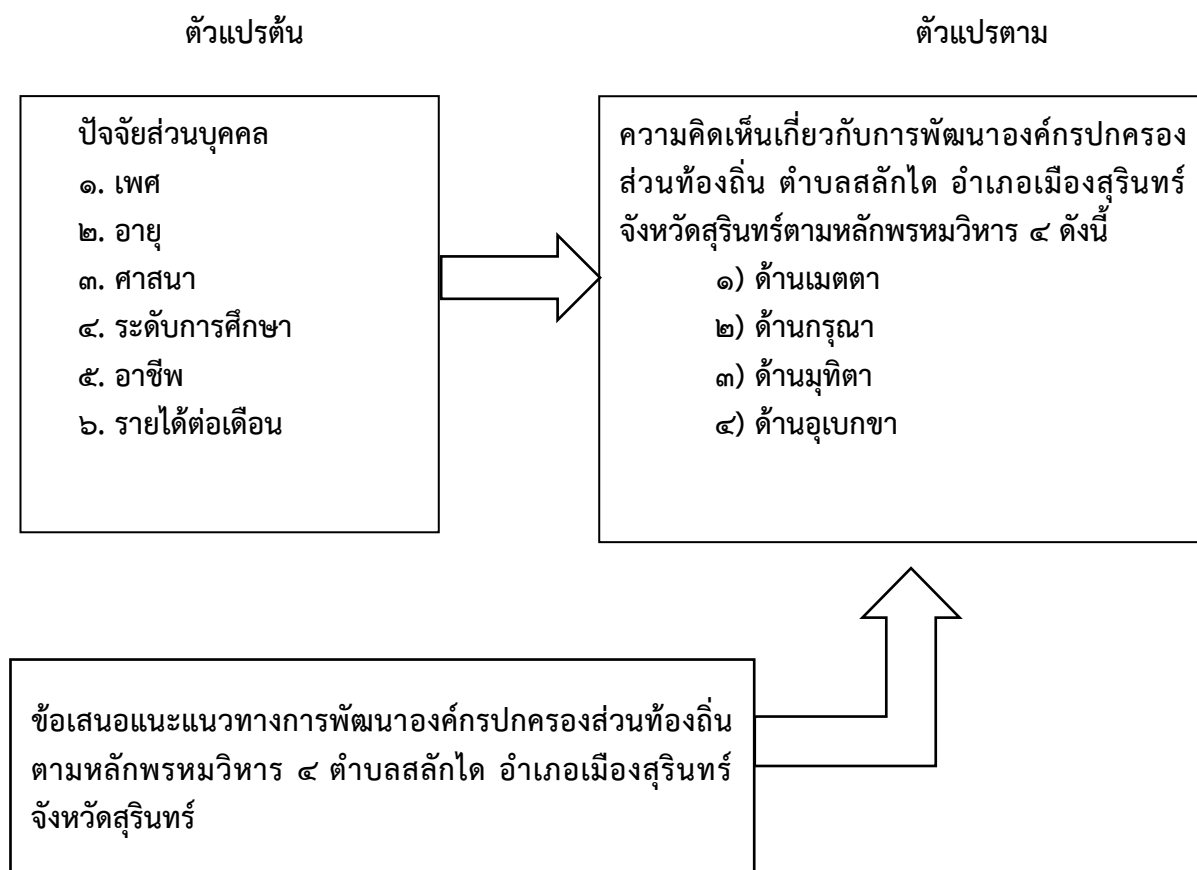 ตัวแปรต้น
ตัวแปรตาม
ปัจจัยส่วนบุคคล
๑. เพศ
๒. อายุ
๓. ศาสนา
๔. ระดับการศึกษา
๕. อาชีพ
๖. รายได้ต่อเดือน
ความคิดเห็นเกี่ยวกับการพัฒนาองค์กรปกครอง
ส่วนท้องถิ่น ตำบลสลักได อำเภอเมืองสุรินทร์
จังหวัดสุรินทร์ตามหลักพรหมวิหาร ๔ ดังนี้
๑) ด้านเมตตา
๒) ด้านกรุณา
๓) ด้านมุทิตา
๔) ด้านอุเบกขา
ข้อเสนอแนะแนวทางการพัฒนาองค์กรปกครองส่วนท้องถิ่น
ตามหลักพรหมวิหาร ๔ ตำบลสลักได อำเภอเมืองสุรินทร์
จังหวัดสุรินทร์